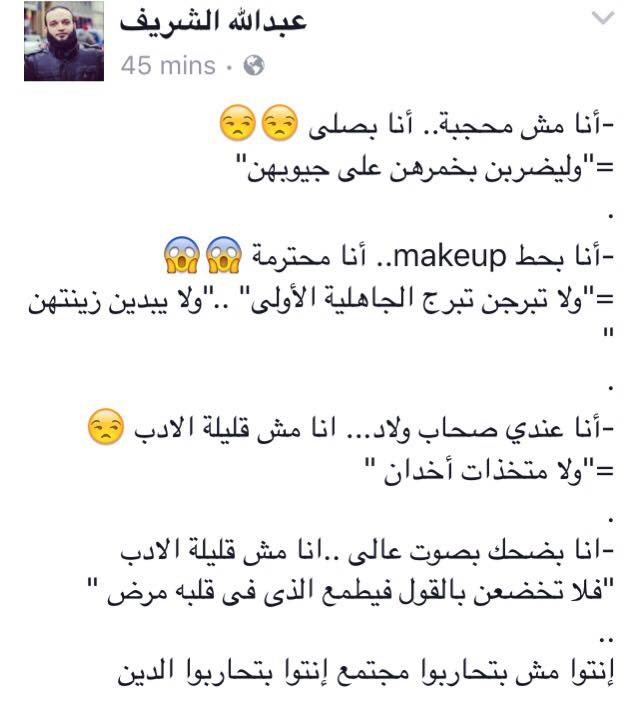 عبدالله الشريف
45 mins ·
-أنا مش محجبة.. أنا بصلى 😒😒
="وليضربن بخمرهن على جيوبهن"
.
-أنا بحط makeup.. أنا محترمة 😱😱
="ولا تبرجن تبرج الجاهلية الأولى" .."ولا يبدين زينتهن
"
.
-أنا عندي صحاب ولاد... انا مش قليلة الادب 😒
="ولا متخذات أخدان "
.
-انا بضحك بصوت عالى ..انا مش قليلة الادب
"فلا تخضعن بالقول فيطمع الذى فى قلبه مرض "
..
إنتوا مش بتحاربوا مجتمع إنتوا بتحاربوا الدين